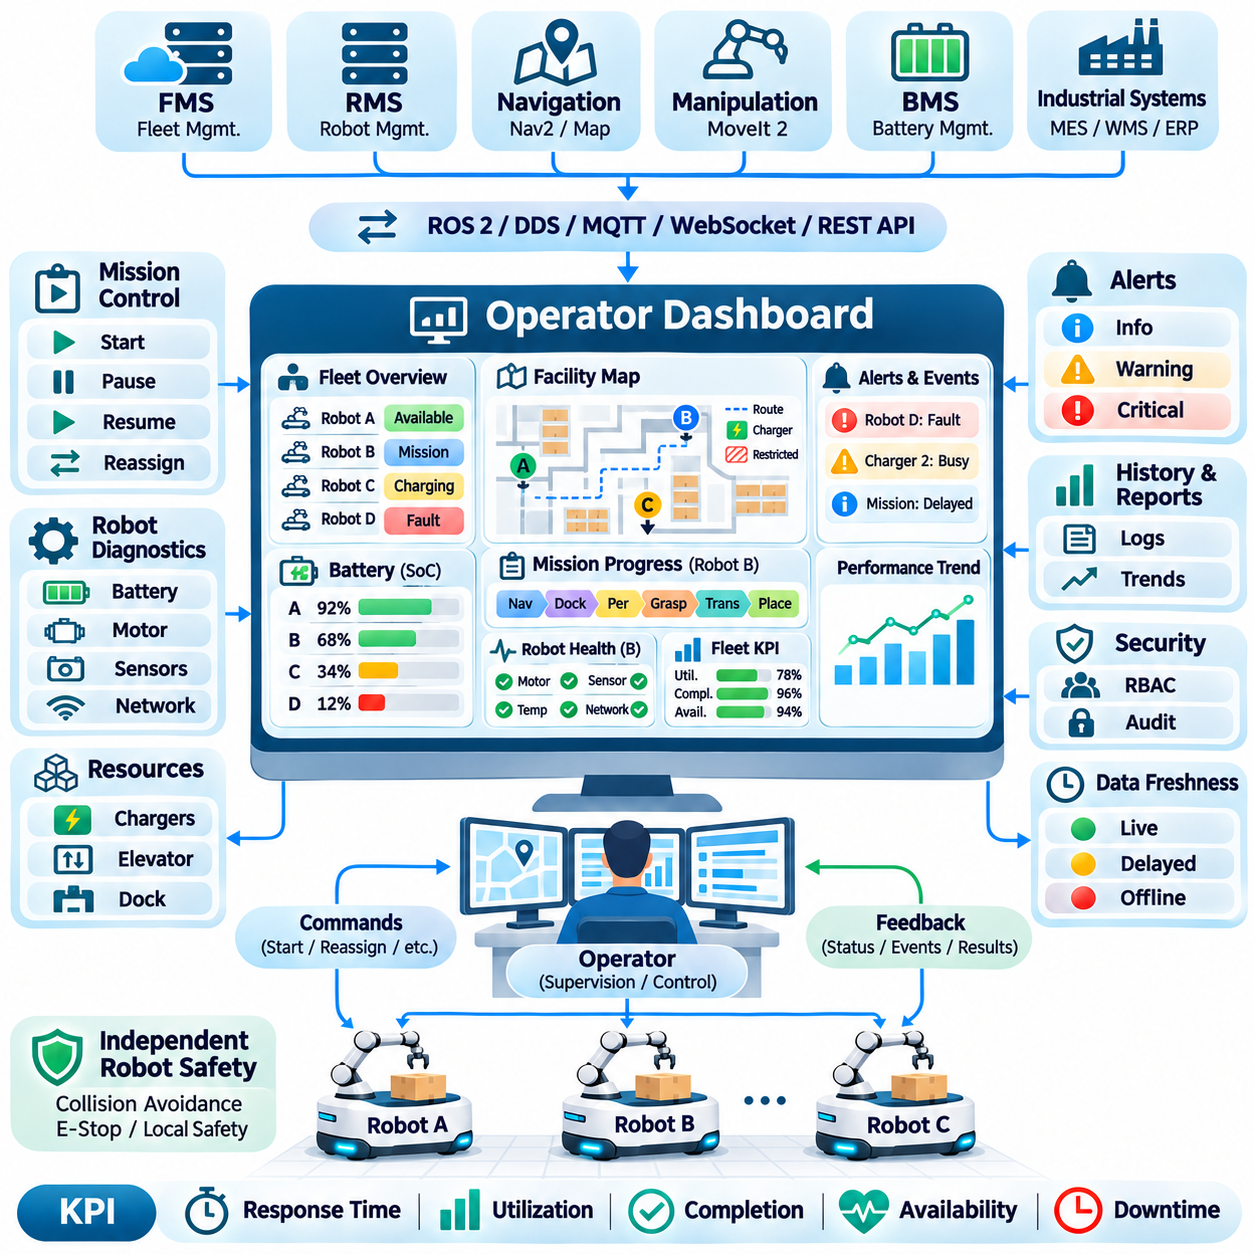 FMS
Fleet Mgmt.
RMS
Robot Mgmt.
Navigation
Nav2 / Map
Manipulation
MoveIt 2
BMS
Battery Mgmt.
Industrial Systems
MES / WMS / ERP
ROS 2 / DDS / MQTT / WebSocket / REST API
Mission
Control
Start
Pause
Resume
Reassign
Robot
Diagnostics
Battery
Motor
Sensors
Network
Resources
Chargers
Elevator
Dock
Operator Dashboard
Fleet Overview
Robot A Available
Robot B Mission
Robot C Charging
Robot D Fault
Facility Map
A
B
C
Route
Charger
Restricted
Alerts & Events
Robot D: Fault
Charger 2: Busy
Mission: Delayed
Battery (SoC)
A 92%
B 68%
C 34%
D 12%
Mission Progress (Robot B)
Nav Dock Per Grasp Trans Place
Robot Health (B)
Motor Sensor
Temp Network
Fleet KPI
Util. 78%
Compl. 96%
Avail. 94%
Performance Trend
Alerts
Info
Warning
Critical
History &
Reports
Logs
Trends
Security
RBAC
Audit
Data Freshness
Live
Delayed
Offline
Commands
(Start / Reassign / etc.)
Operator
(Supervision / Control)
Feedback
(Status / Events / Results)
Independent
Robot Safety
Collision Avoidance
E-Stop / Local Safety
Robot A
Robot B
Robot C
KPI
Response Time
Utilization
Completion
Availability
Downtime